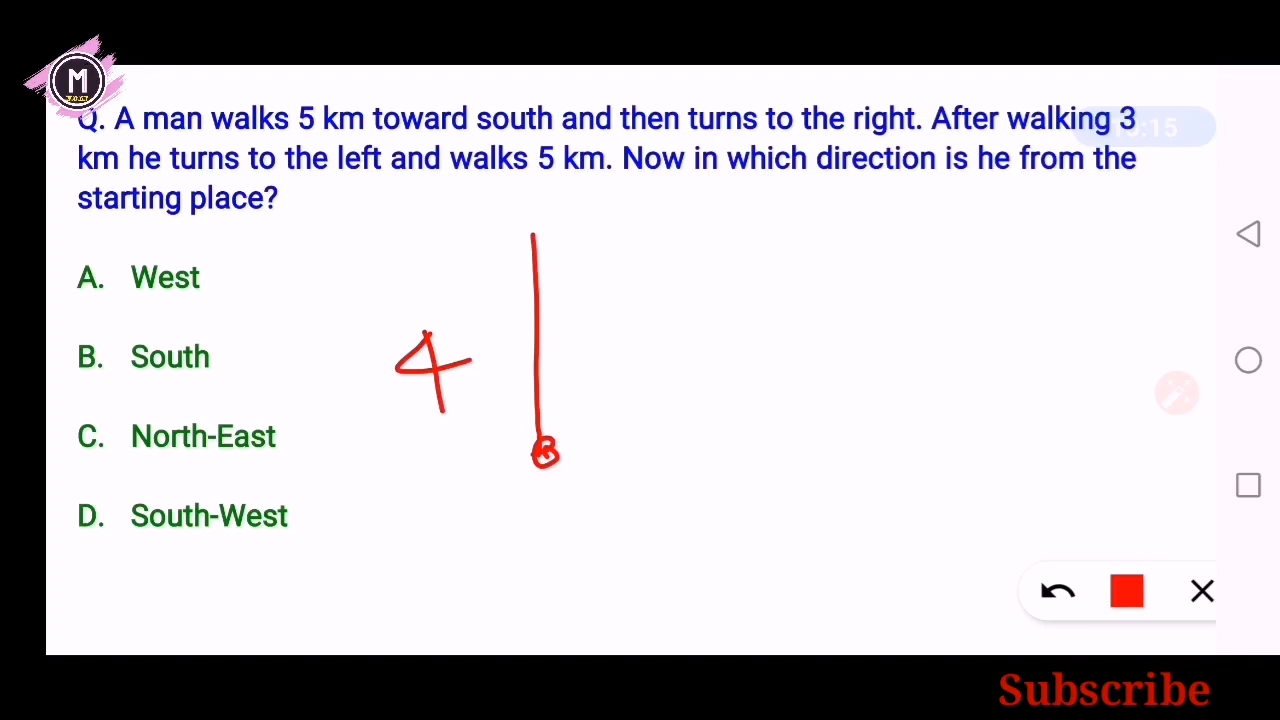 M
Q. A man walks 5 km toward south and then turns to the right. After walking 3
km he turns to the left and walks 5 km. Now in which direction is he from the
starting place?
A. West
4
B. South
C. North-East
D. South-West
Subscribe